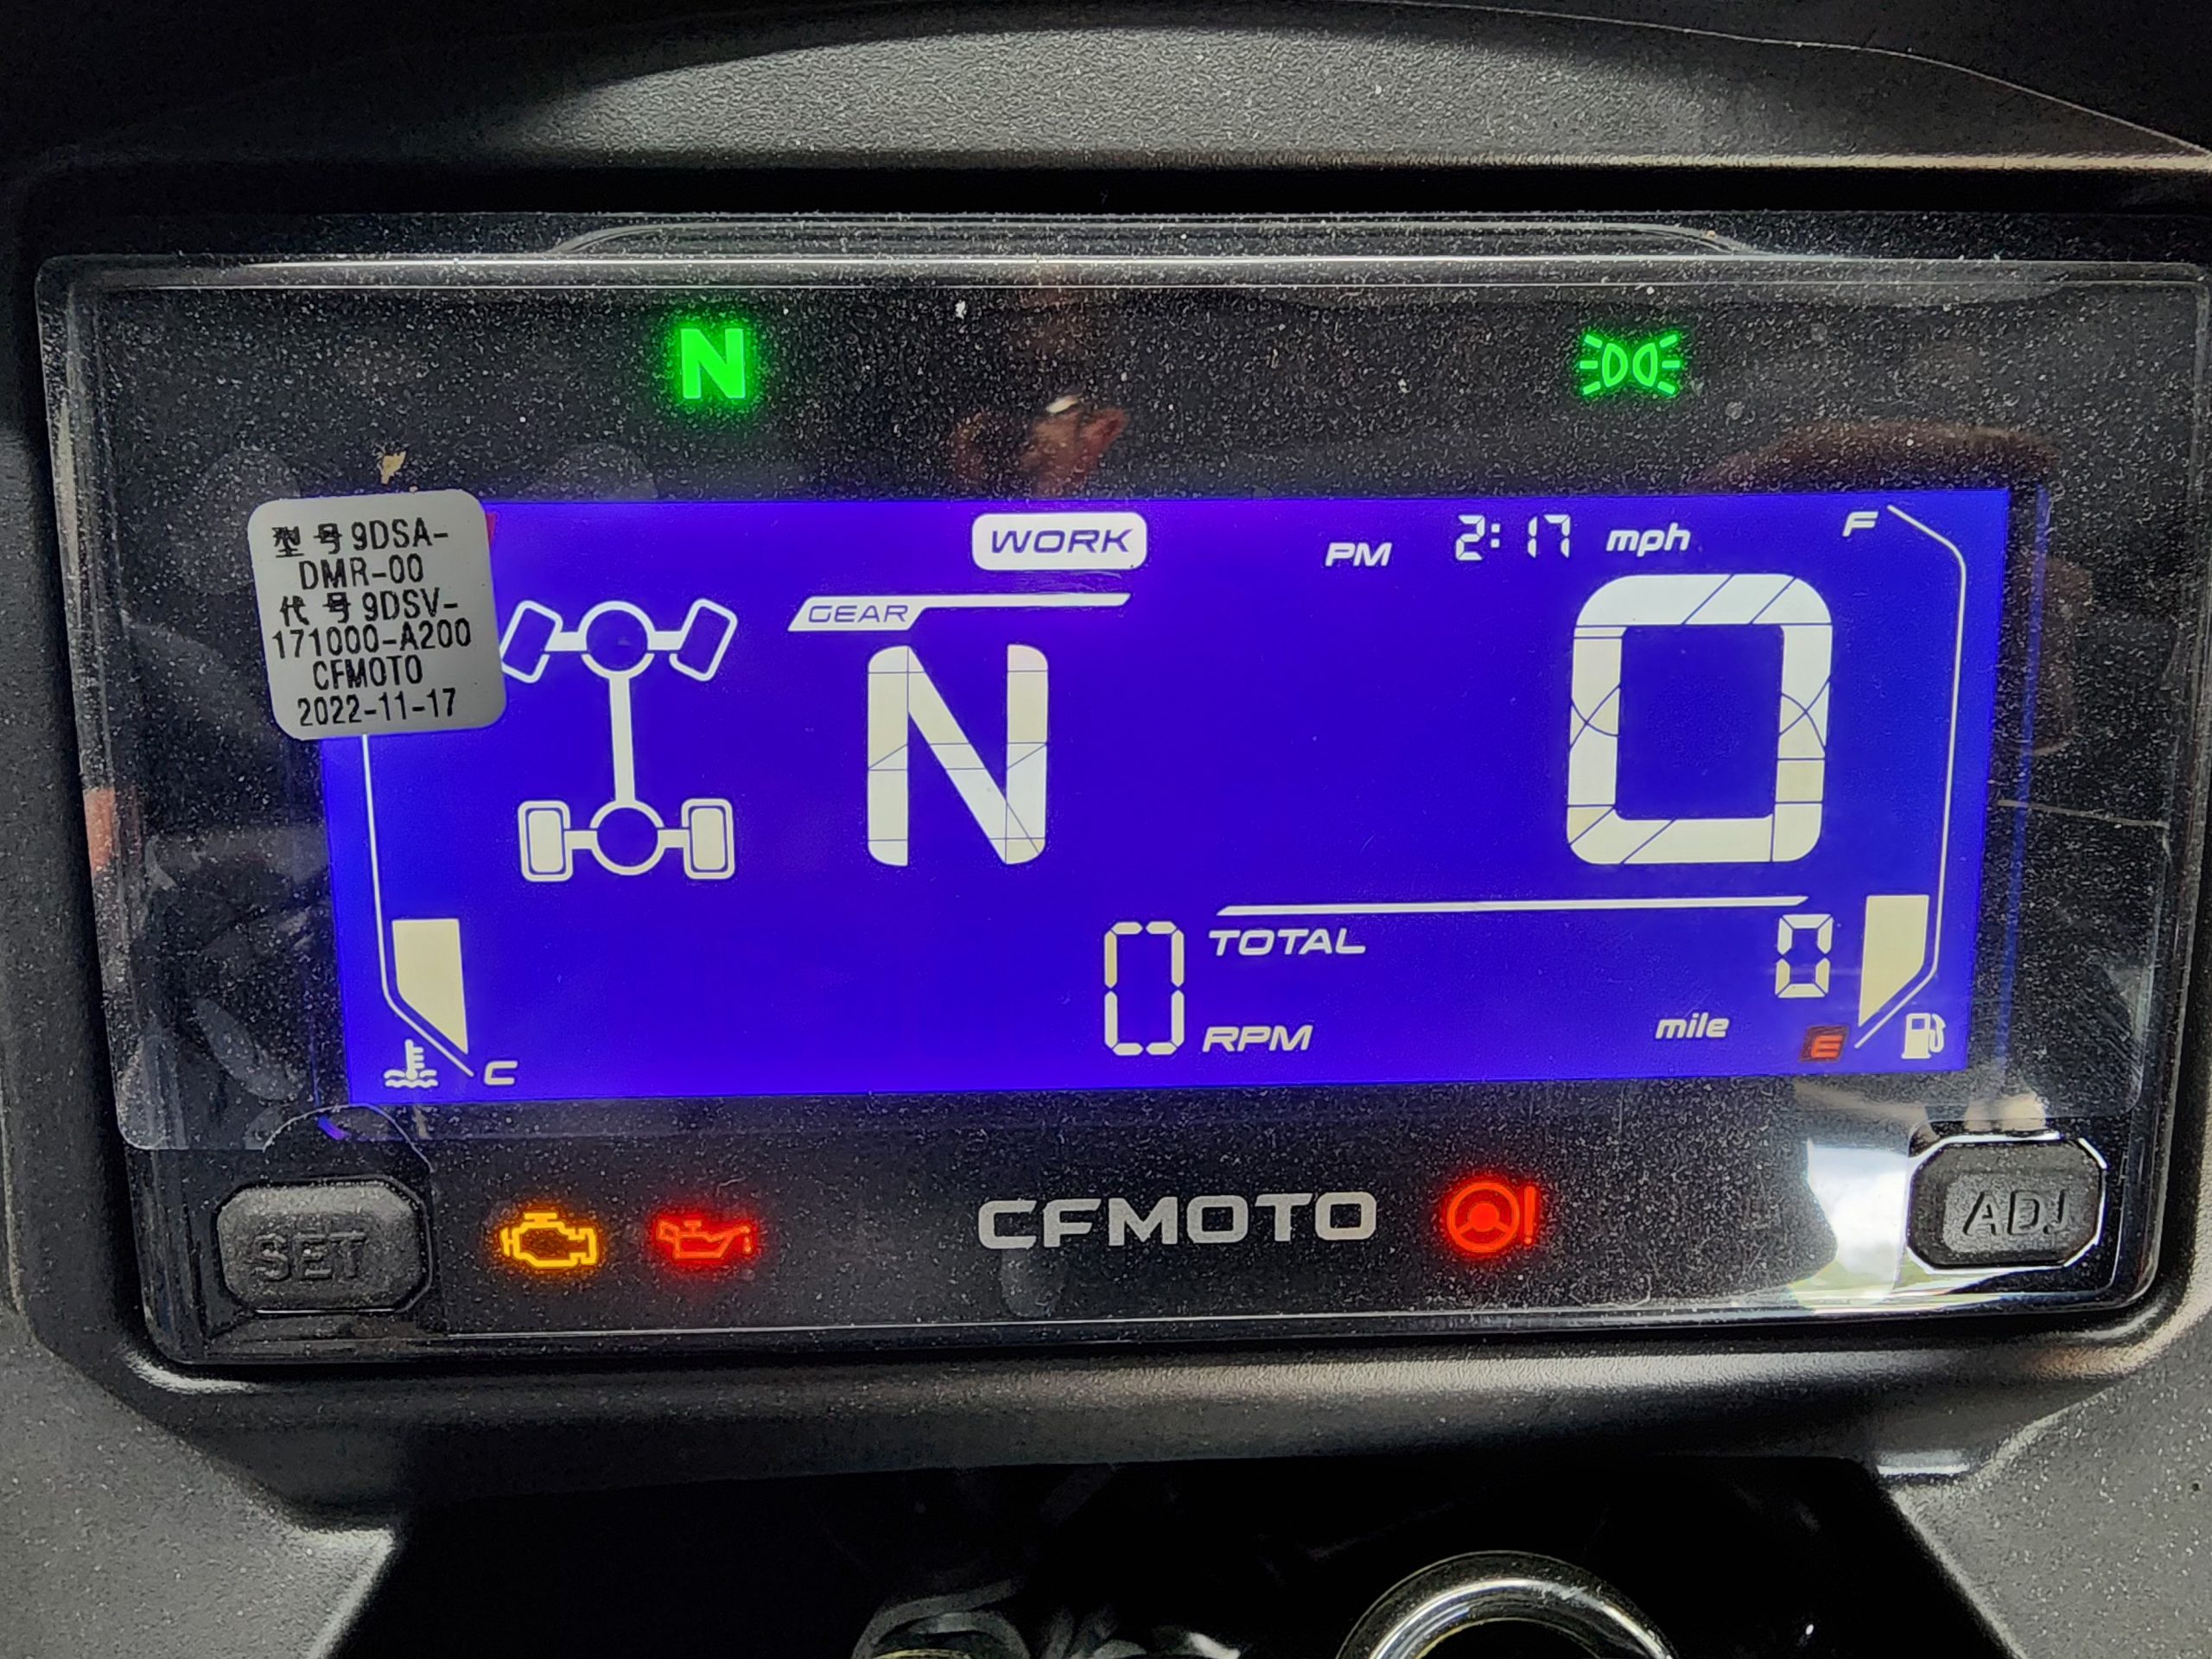 N
型 号9DSA-
DMR-00
代 号9DSV-
171000-A200
CFMOTO
2022-11-17
WORK
PM 2:17 mph
F
GEAR
N
0
0 TOTAL 0
RPM mile E
C
SET
CFMOTO
ADJ